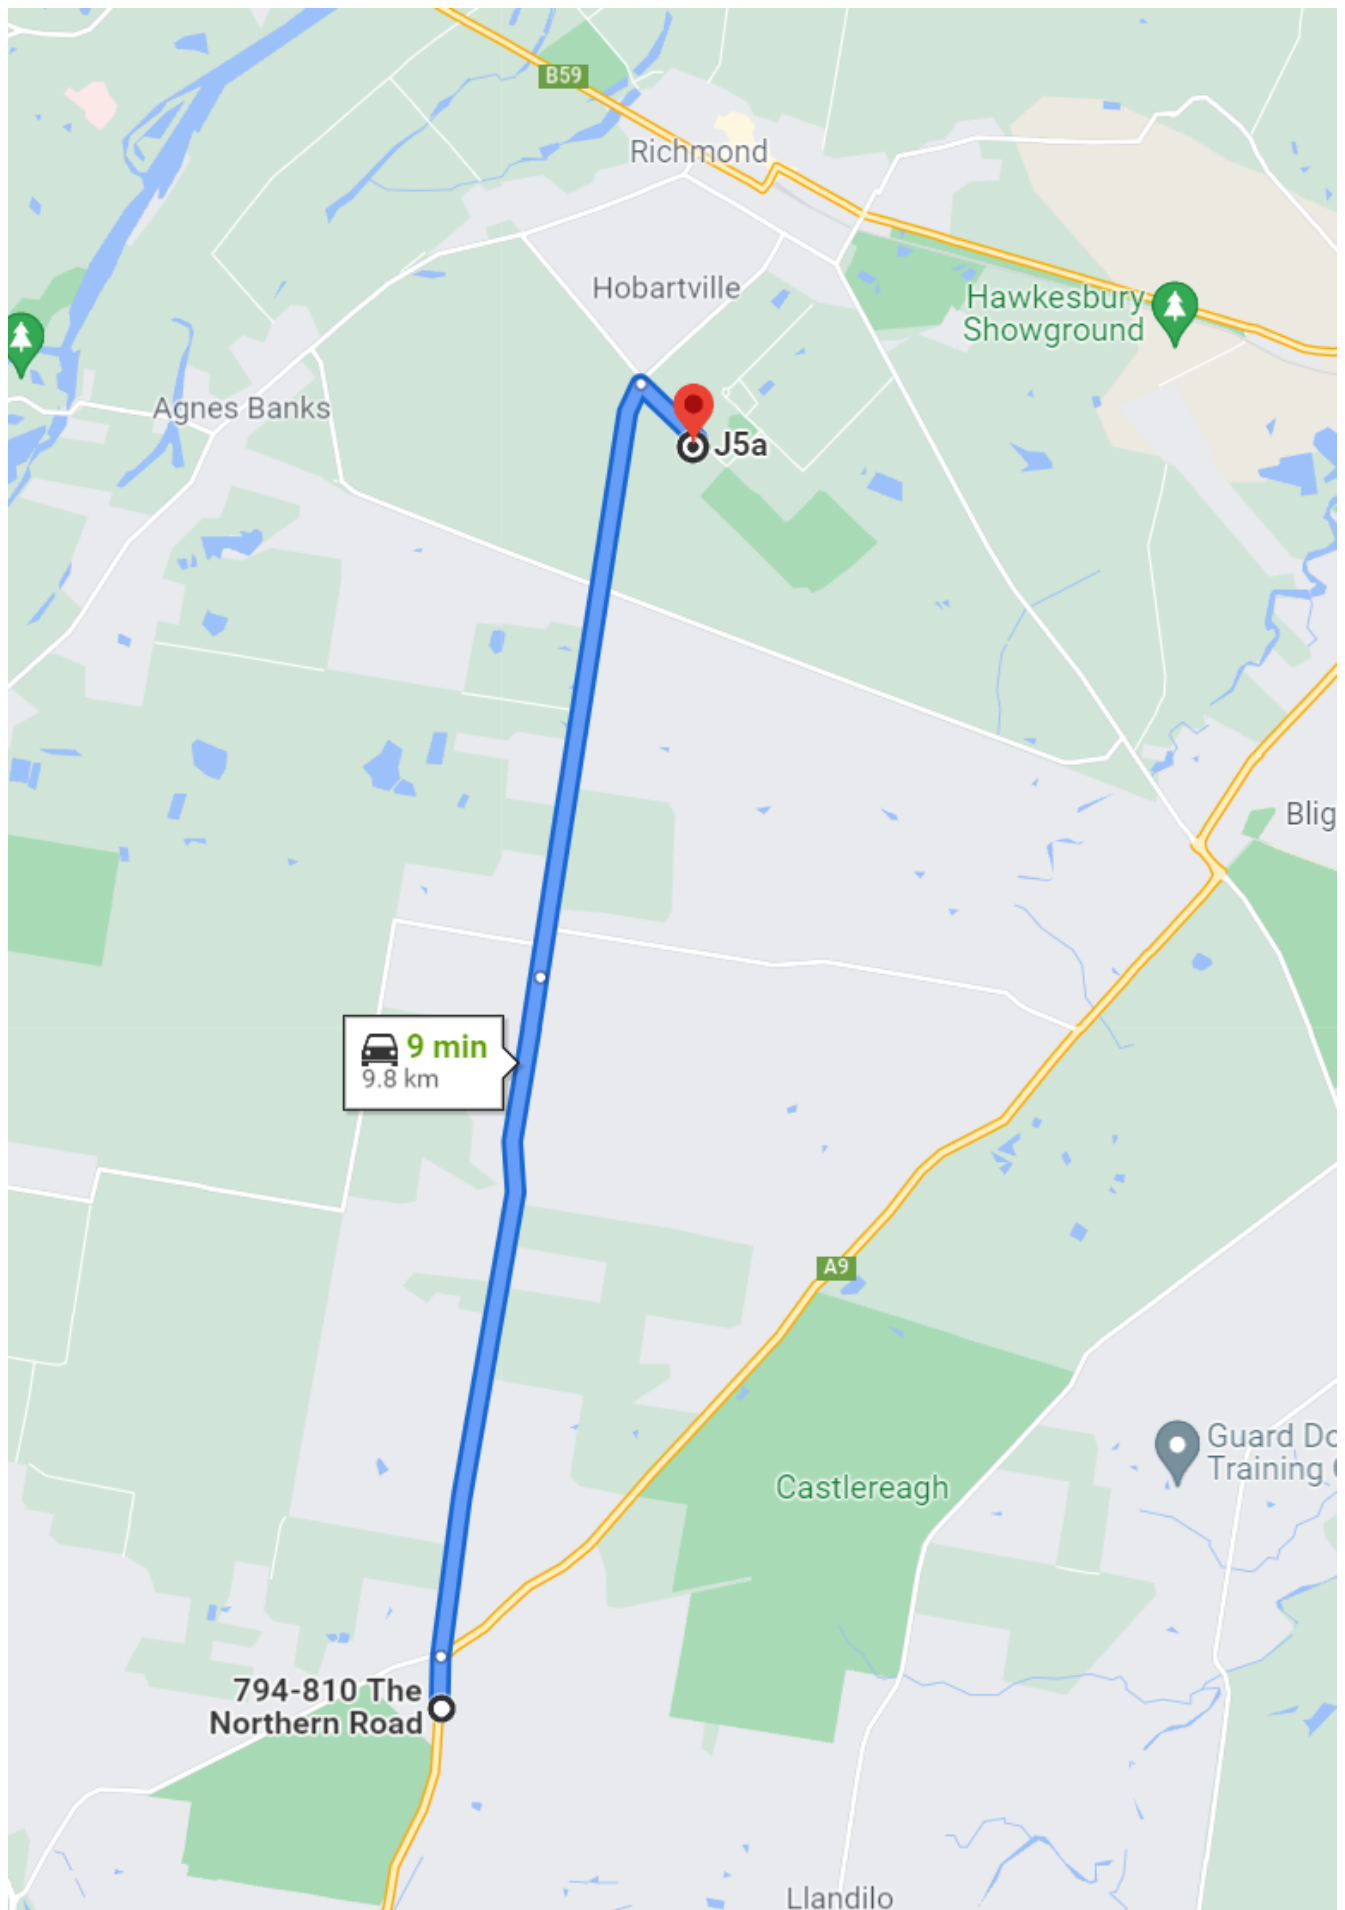 B59
Richmond
Hobartville
Hawkesbury
Showground
Agnes Banks
J5a
Blig
9 min
9.8 km
A9
Guard Do
Training
Castlereagh
794-810 The
Northern Road
Llandilo